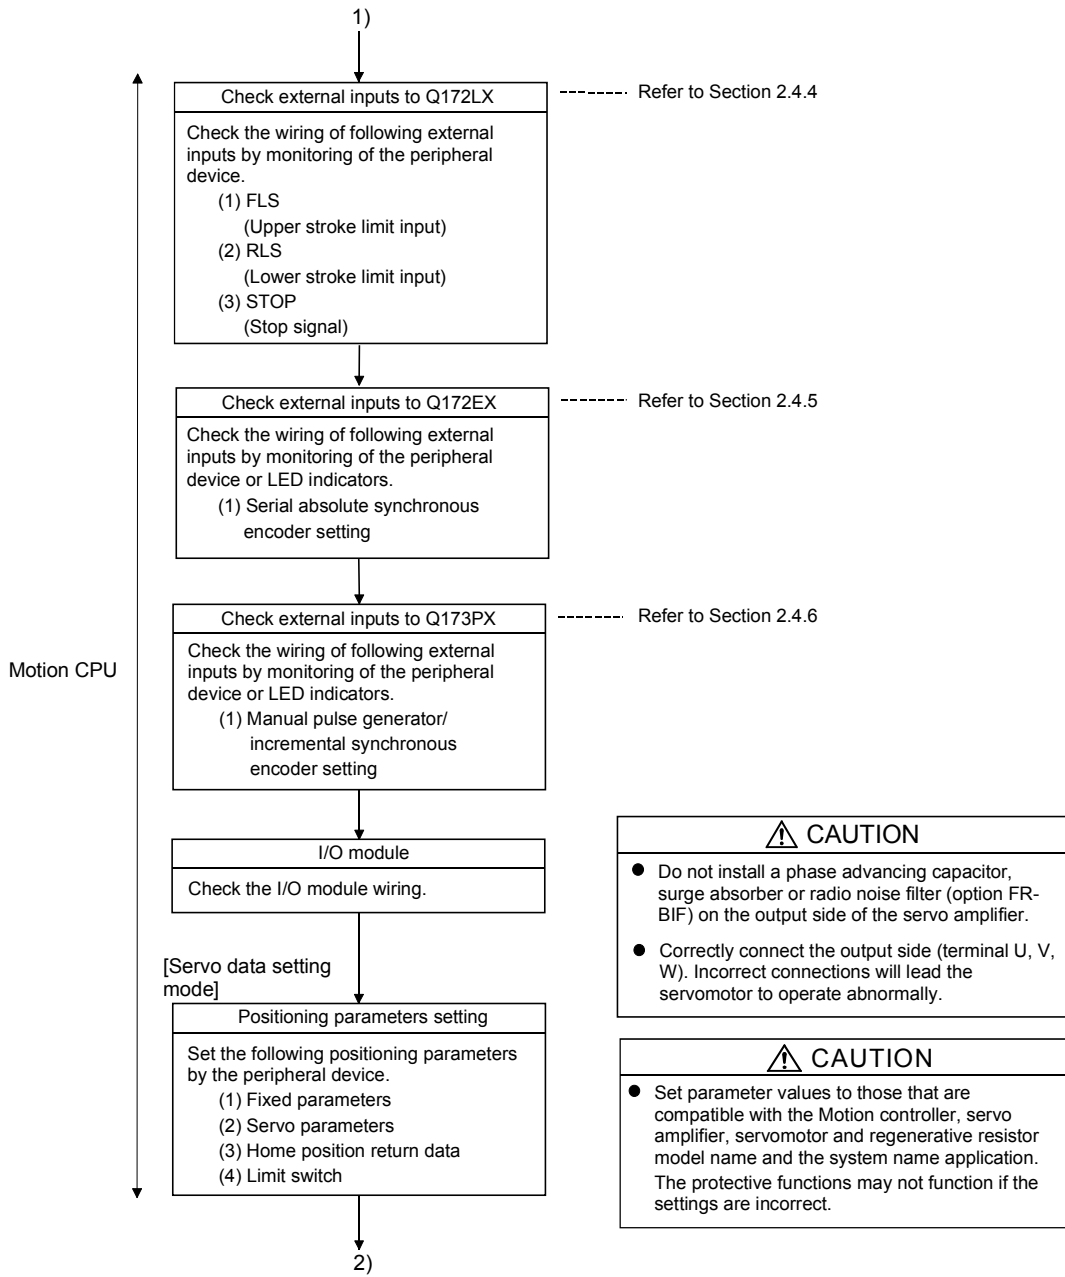 1)
Check external inputs to Q172LX
Refer to Section 2.4.4
Check the wiring of following external
inputs by monitoring of the peripheral
device.
(1) FLS
(Upper stroke limit input)
(2) RLS
(Lower stroke limit input)
(3) STOP
(Stop signal)
Check external inputs to Q172EX
Refer to Section 2.4.5
Check the wiring of following external
inputs by monitoring of the peripheral
device or LED indicators.
(1) Serial absolute synchronous
encoder setting
Check external inputs to Q173PX
Refer to Section 2.4.6
Check the wiring of following external
inputs by monitoring of the peripheral
device or LED indicators.
(1) Manual pulse generator/
incremental synchronous
encoder setting
Motion CPU
I/O module
Check the I/O module wiring.
[Servo data setting
mode]
Positioning parameters setting
Set the following positioning parameters
by the peripheral device.
(1) Fixed parameters
(2) Servo parameters
(3) Home position return data
(4) Limit switch
2)
CAUTION
● Do not install a phase advancing capacitor,
surge absorber or radio noise filter (option FR-
BIF) on the output side of the servo amplifier.
● Correctly connect the output side (terminal U, V,
W). Incorrect connections will lead the
servomotor to operate abnormally.
CAUTION
● Set parameter values to those that are
compatible with the Motion controller, servo
amplifier, servomotor and regenerative resistor
model name and the system name application.
The protective functions may not function if the
settings are incorrect.